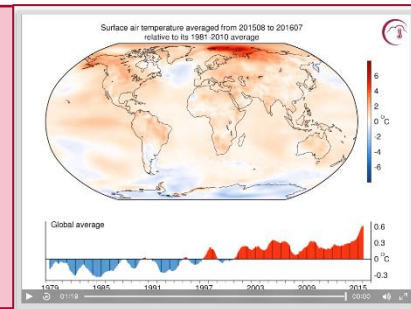 Surface air temperature averaged from 201508 to 201607
relative to its 1981-2010 average
6
4
2
0 °C
-2
-4
-6
Global average
0.6
0.3
0 °C
-0.3
1979 1985 1991 1997 2003 2009 2015
01:19 00:00